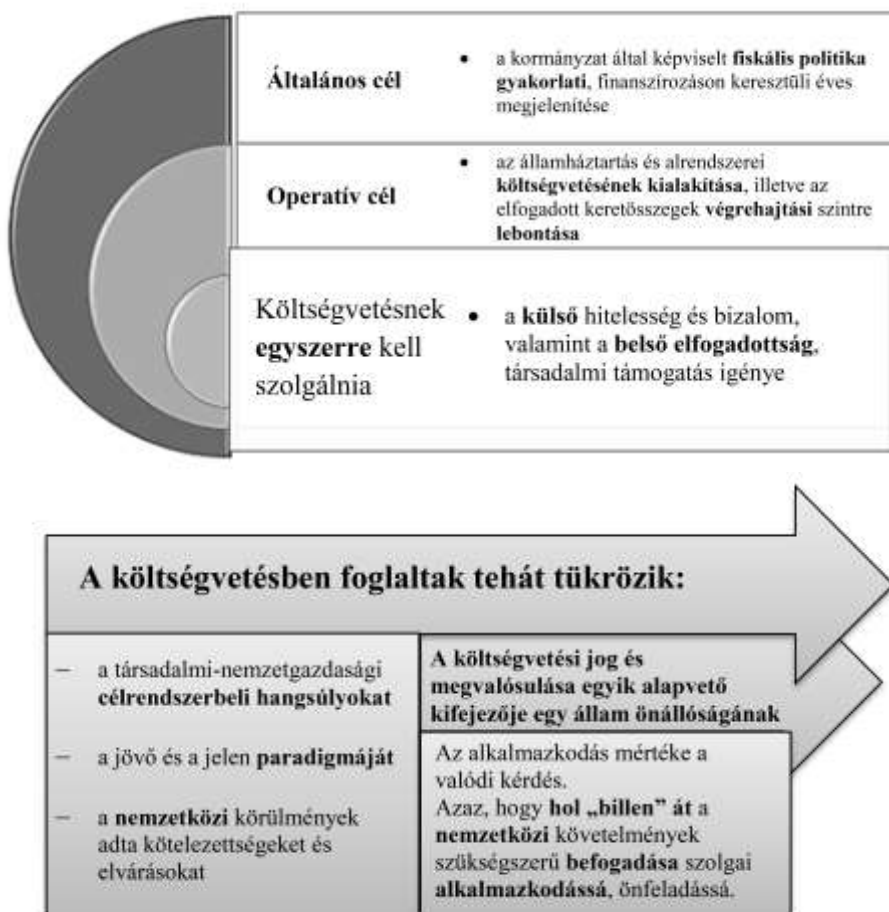 Általános cél
• a kormányzat által képviselt fiskális politika
gyakorlati, finanszírozáson keresztüli éves
megjelenítése
Operatív cél
• az államháztartás és alrendszerei
költségvetésének kialakítása, illetve az
elfogadott keretösszegek végrehajtási szintre
lebontása
Költségvetésnek
egyszerre kell
szolgálnia
• a külső hitelesség és bizalom,
valamint a belső elfogadottság,
társadalmi támogatás igénye
A költségvetésben foglaltak tehát tükrözik:
– a társadalmi-nemzetgazdasági
célrendszerbeli hangsúlyokat
– a jövő és a jelen paradigmáját
– a nemzetközi körülmények
adta kötelezettségeket és
elvárásokat
A költségvetési jog és
megvalósulása egyik alapvető
kifejezője egy állam önállóságának
Az alkalmazkodás mértéke a
valódi kérdés.
Azaz, hogy hol „billen” át a
nemzetközi követelmények
szükségszerű befogadása szolgai
alkalmazkodássá, önfeladássá.